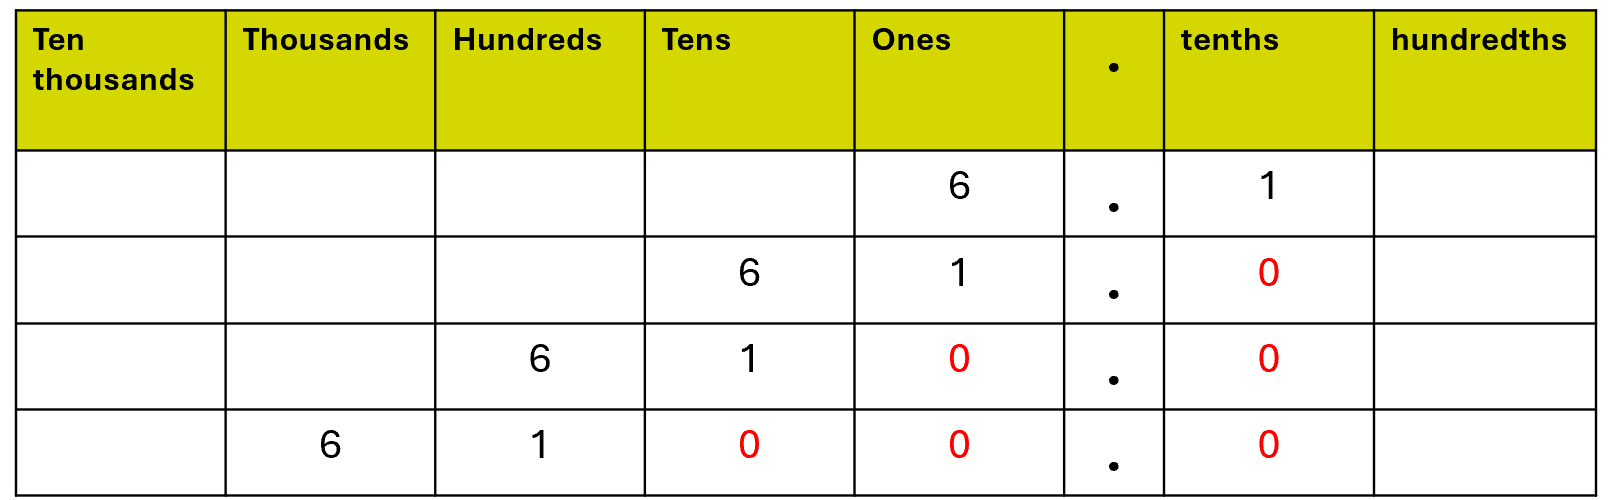 Ten thousands Thousands Hundreds Tens Ones . tenths hundredths
6 . 1
6 1 . 0
6 1 0 . 0
6 1 0 0 . 0